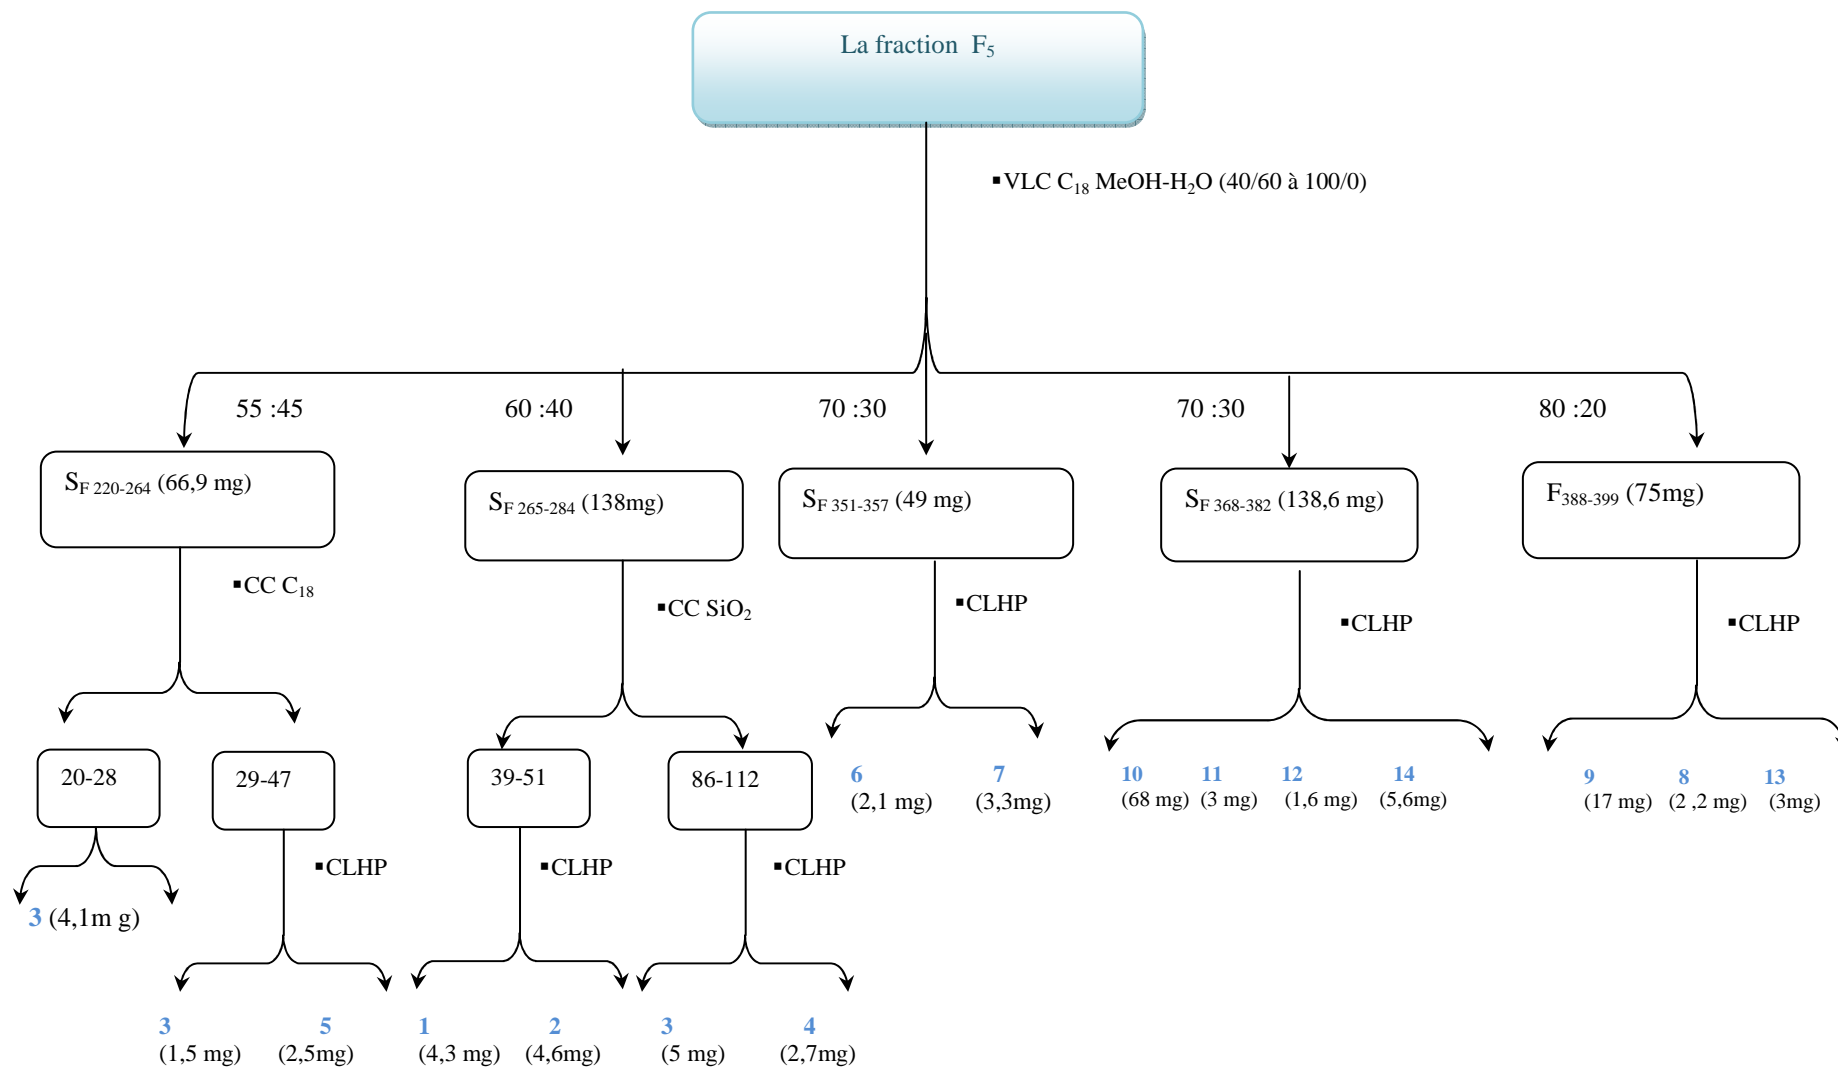 La fraction F₅
▪VLC C₁₈ MeOH-H₂O (40/60 à 100/0)
55 :45
60 :40
70 :30
70 :30
80 :20
S_F 220-264 (66,9 mg)
S_F 265-284 (138mg)
S_F 351-357 (49 mg)
S_F 368-382 (138,6 mg)
F₃₈₈₋₃₉₉ (75mg)
▪CC C₁₈
▪CC SiO₂
▪CLHP
▪CLHP
▪CLHP
20-28
29-47
39-51
86-112
6
(2,1 mg)
7
(3,3mg)
10
(68 mg)
11
(3 mg)
12
(1,6 mg)
14
(5,6mg)
9
(17 mg)
8
(2 ,2 mg)
13
(3mg)
▪CLHP
▪CLHP
▪CLHP
3 (4,1m g)
3
(1,5 mg)
5
(2,5mg)
1
(4,3 mg)
2
(4,6mg)
3
(5 mg)
4
(2,7mg)